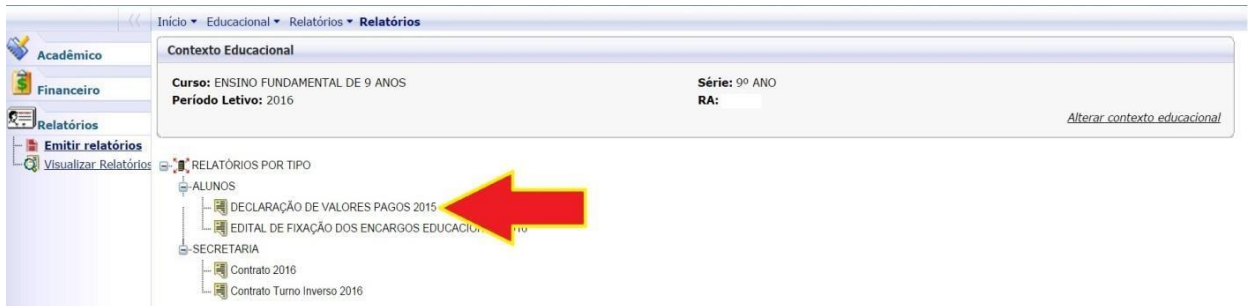 Início Educacional Relatórios Relatórios
Acadêmico
Financeiro
Relatórios
Emitir relatórios
Visualizar Relatórios
Contexto Educacional
Curso: ENSINO FUNDAMENTAL DE 9 ANOS
Série: 9º ANO
Período Letivo: 2016
RA:
Alterar contexto educacional
RELATÓRIOS POR TIPO
ALUNOS
DECLARAÇÃO DE VALORES PAGOS 2015
EDITAL DE FIXAÇÃO DOS ENCARGOS
SECRETARIA
Contrato 2016
Contrato Turno Inverso 2016